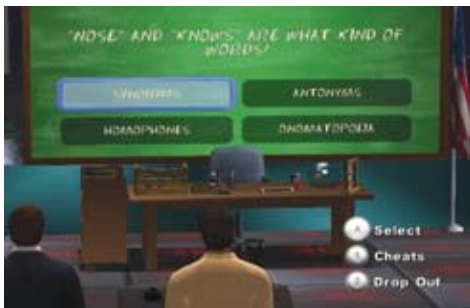 "NOSE" AND "KNOWS" ARE WHAT KIND OF
WORDS?
SYNONYMS
ANTONYMS
HOMOPHONES
ONOMATOPOEIA
A Select
Cheats
Drop Out